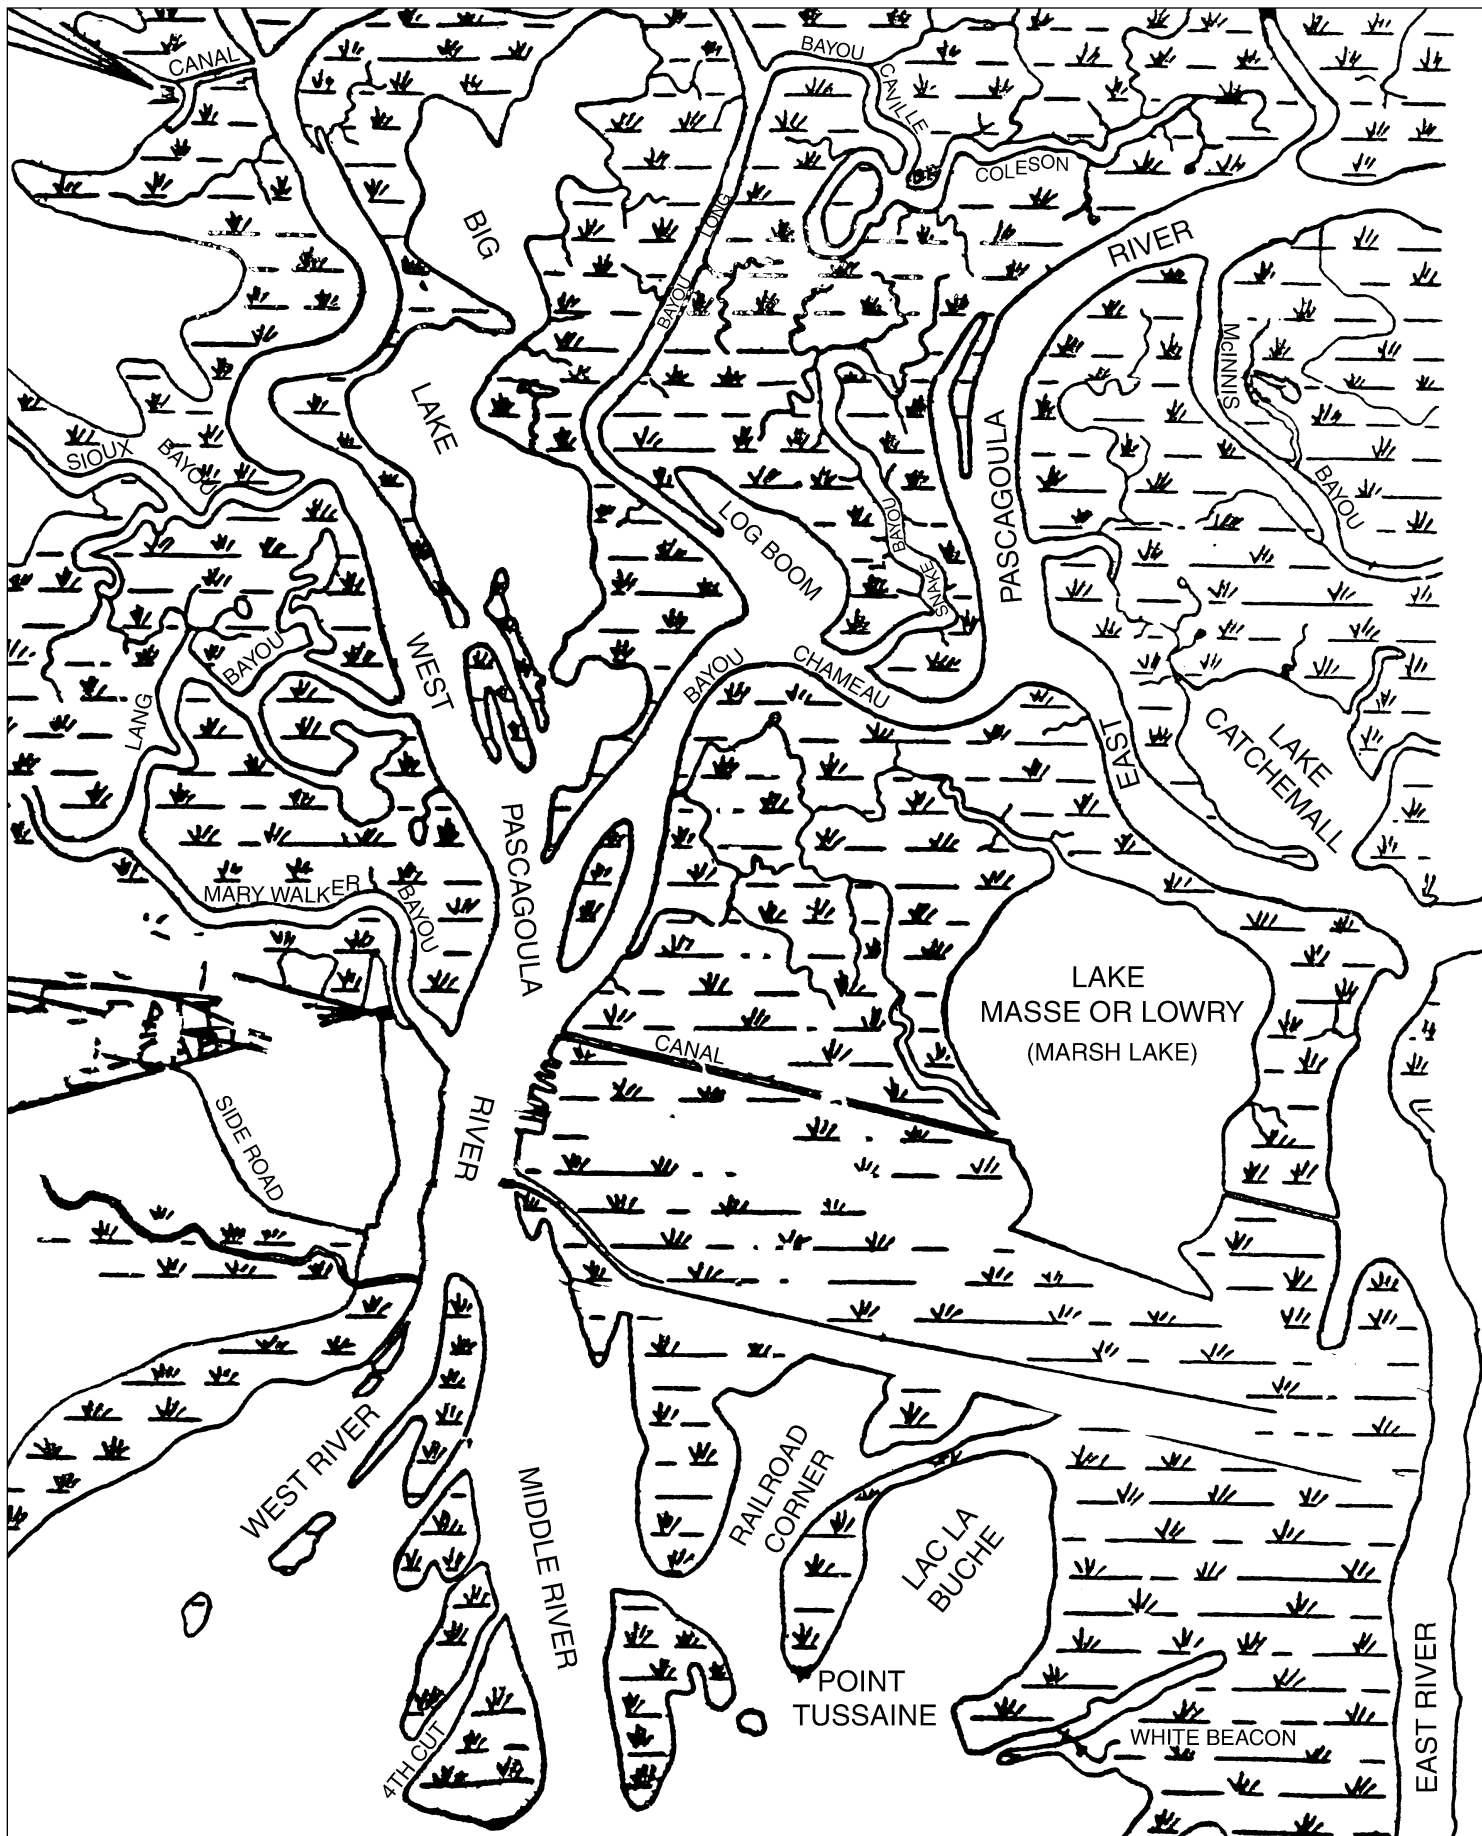 CANAL
BAYOU
CAVILLE
COLESON
BIG
LONG
BAYOU
RIVER
McINNIS
BAYOU
LAKE
PASCAGOULA
SIOUX
BAYOU
LOG BOOM
BAYOU
SNAKE
WEST
BAYOU
LANG
BAYOU
CHAMEAU
EAST
LAKE
CATCHEMALL
PASCAGOULA
MARY WALKER
BAYOU
LAKE
MASSE OR LOWRY
(MARSH LAKE)
CANAL
SIDE ROAD
RIVER
WEST RIVER
MIDDLE RIVER
RAILROAD
CORNER
LAC LA
BUCHE
POINT
TUSSAINE
WHITE BEACON
EAST RIVER
4TH CUT